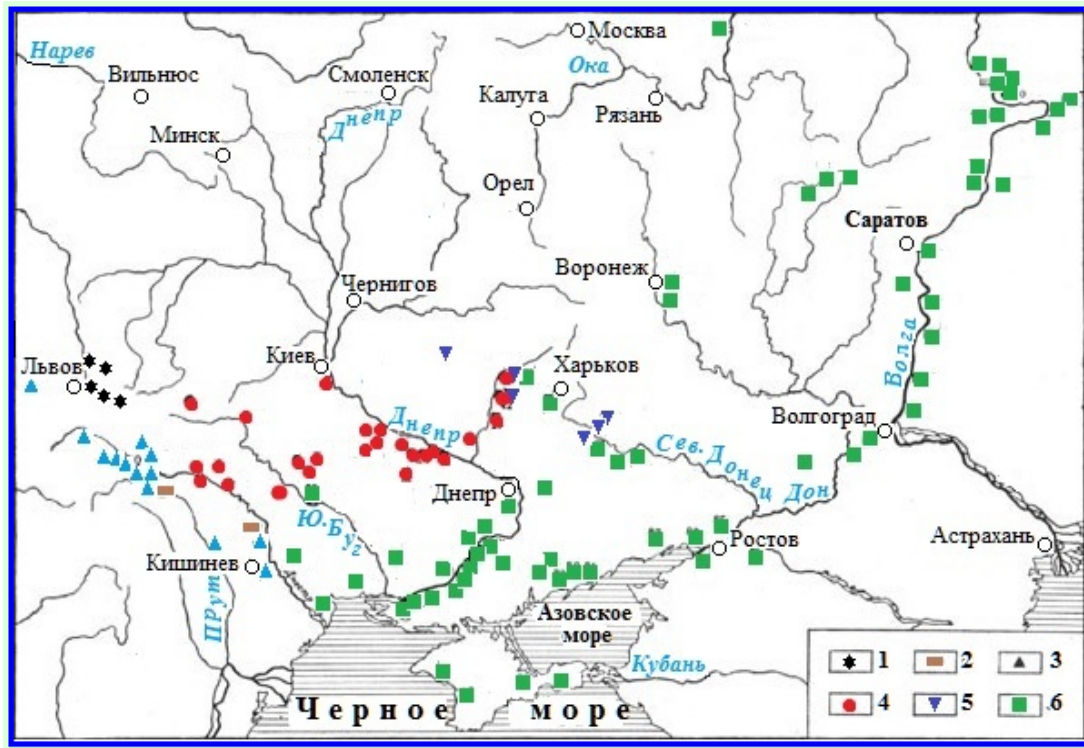 Москва
Нарев
Ока
Вильнюс
Смоленск
Калуга
Рязань
Днепр
Минск
Орел
Саратов
Воронеж
Чернигов
Волга
Киев
Львов
Харьков
Днепр
Волгоград
Сев. Донец
Днепр
Дон
Ю.Буг
Ростов
Астрахань
Кишинев
Прут
Азовское
море
Кубань
1 2 3
4 5 6
Черное море